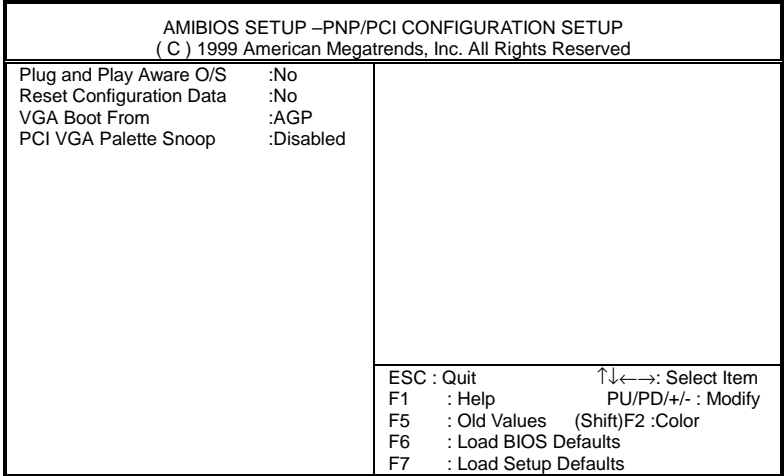 AMIBIOS SETUP –PNP/PCI CONFIGURATION SETUP
( C ) 1999 American Megatrends, Inc. All Rights Reserved
Plug and Play Aware O/S :No
Reset Configuration Data :No
VGA Boot From :AGP
PCI VGA Palette Snoop :Disabled
ESC : Quit ↑↓←→: Select Item
F1 : Help PU/PD/+/- : Modify
F5 : Old Values (Shift)F2 :Color
F6 : Load BIOS Defaults
F7 : Load Setup Defaults